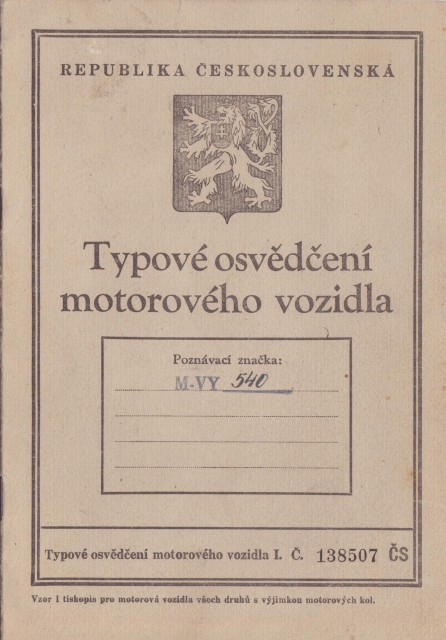 REPUBLIKA ČESKOSLOVENSKÁ
Typové osvědčení
motorového vozidla
Poznávací značka:
M-VY 540
Typové osvědčení motorového vozidla I. Č. 138507 ČS
Vzor 1 tiskopis pro motorová vozidla všech druhů s výjimkou motorových kol.